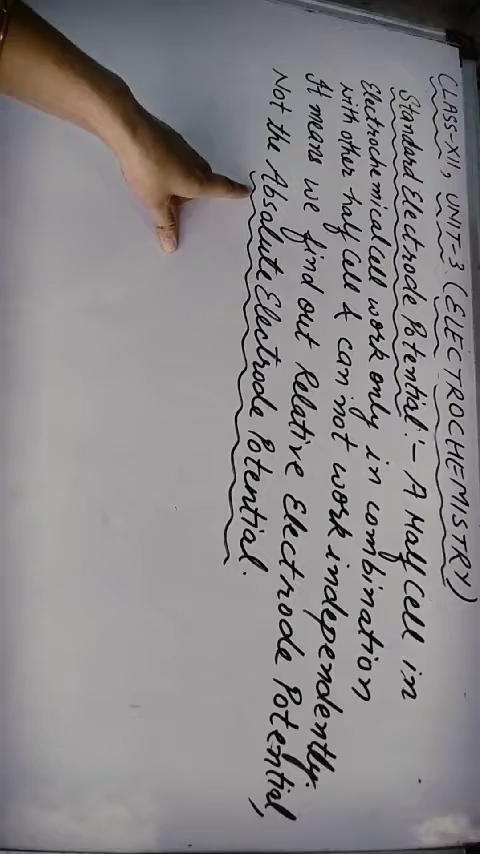 CLASS-XII, UNIT-3 (ELECTROCHEMISTRY)
Standard Electrode Potential:- A Half Cell in
Electrochemical Cell work only in combination
with other half Cell & can not work independently.
It means we find out Relative Electrode Potential,
Not the Absolute Electrode Potential.